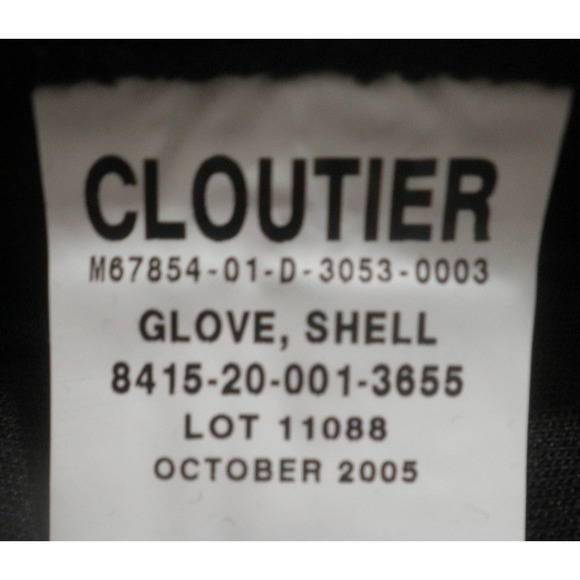 CLOUTIER
M67854-01-D-3053-0003
GLOVE, SHELL
8415-20-001-3655
LOT 11088
OCTOBER 2005